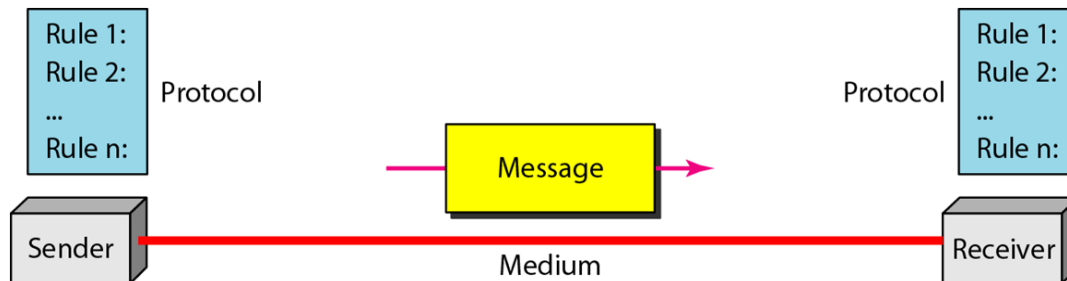 Rule 1:
Rule 2:
...
Rule n:
Protocol
Message
Protocol
Rule 1:
Rule 2:
...
Rule n:
Sender
Medium
Receiver